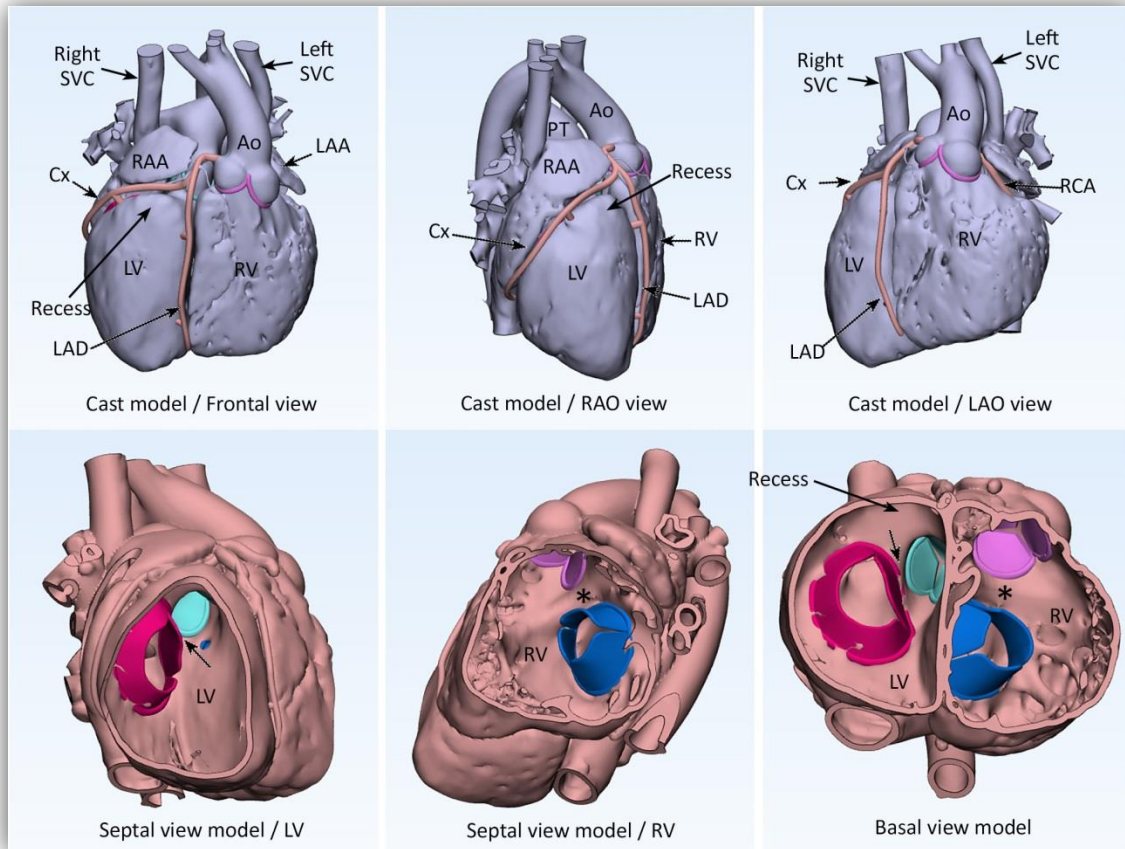 Right
SVC
Left
SVC
Ao
RAA
LAA
Cx
LV
RV
Recess
LAD
Cast model / Frontal view
Ao
PT
RAA
Recess
Cx
RV
LV
LAD
Cast model / RAO view
Left
SVC
Right
SVC
Ao
Cx
RCA
RV
LV
LAD
Cast model / LAO view
LV
Septal view model / LV
*
RV
Septal view model / RV
Recess
*
RV
LV
Basal view model